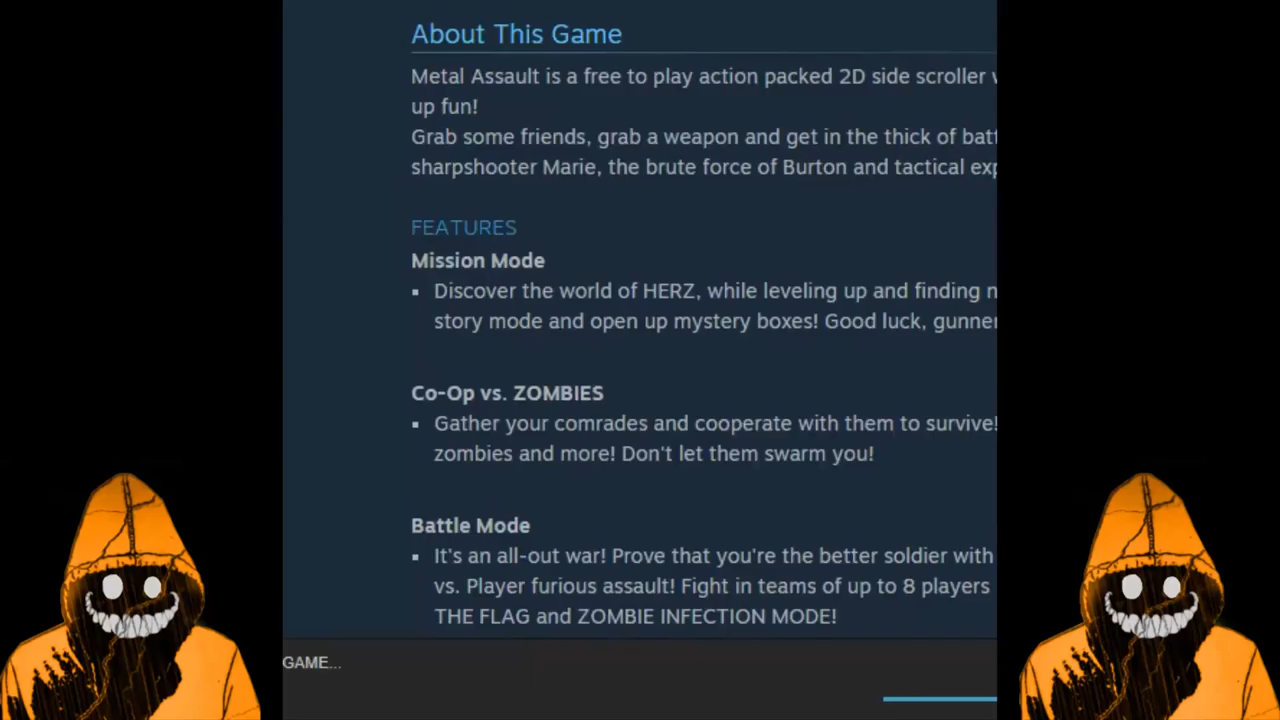 About This Game
Metal Assault is a free to play action packed 2D side scroller
up fun!
Grab some friends, grab a weapon and get in the thick of
sharpshooter Marie, the brute force of Burton and tactical
FEATURES
Mission Mode
▪ Discover the world of HERZ, while leveling up and finding
story mode and open up mystery boxes! Good luck,
Co-Op vs. ZOMBIES
▪ Gather your comrades and cooperate with them to survive!
zombies and more! Don't let them swarm you!
Battle Mode
▪ It's an all-out war! Prove that you're the better soldier with
vs. Player furious assault! Fight in teams of up to 8 players
THE FLAG and ZOMBIE INFECTION MODE!
GAME...